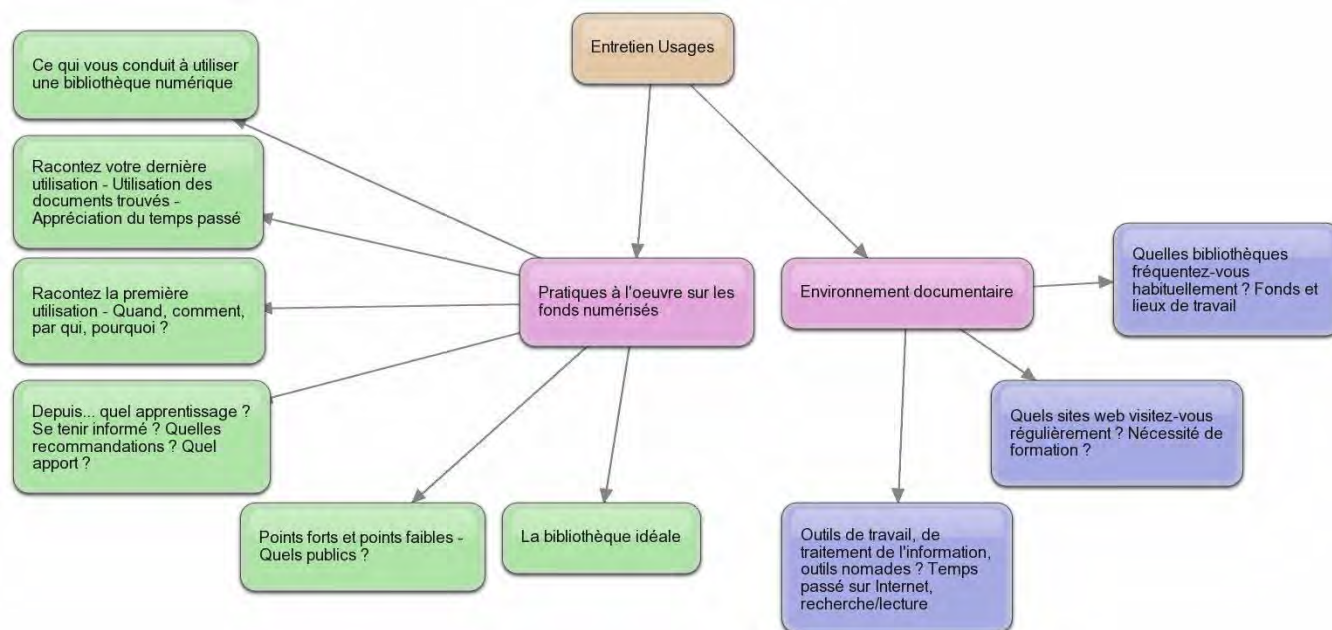 Entretien Usages
Ce qui vous conduit à utiliser
une bibliothèque numérique
Racontez votre dernière
utilisation - Utilisation des
documents trouvés -
Appréciation du temps passé
Racontez la première
utilisation - Quand, comment,
par qui, pourquoi ?
Depuis... quel apprentissage ?
Se tenir informé ? Quelles
recommandations ? Quel
apport ?
Points forts et points faibles -
Quels publics ?
La bibliothèque idéale
Pratiques à l'oeuvre sur les
fonds numérisés
Environnement documentaire
Quelles bibliothèques
fréquentez-vous
habituellement ? Fonds et
lieux de travail
Quels sites web visitez-vous
régulièrement ? Nécessité de
formation ?
Outils de travail, de
traitement de l'information,
outils nomades ? Temps
passé sur Internet,
recherche/lecture